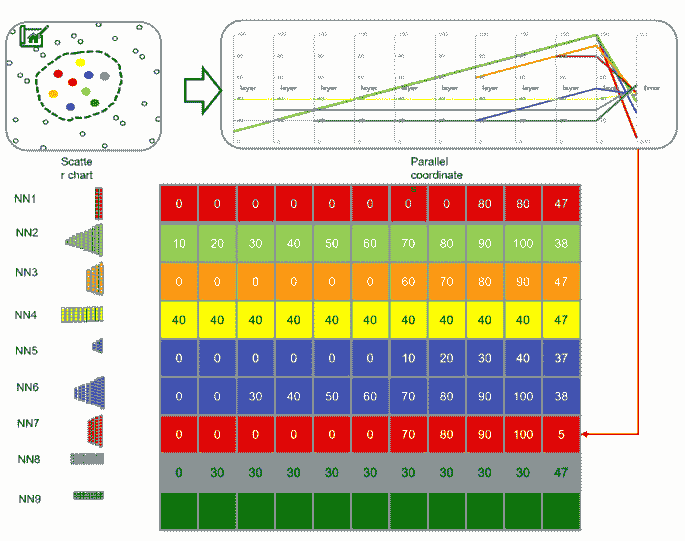 layer layer layer layer layer layer layer layer layer Error
Scatte
r chart
Parallel
coordinate
NN1 0 0 0 0 0 0 0 80 80 47
NN2 10 20 30 40 50 60 70 80 90 100 38
NN3 0 0 0 0 0 60 70 80 90 47
NN4 40 40 40 40 40 40 40 40 40 40 47
NN5 0 0 0 0 0 10 20 30 40 37
NN6 0 0 30 40 50 60 70 80 90 100 38
NN7 0 0 0 0 0 70 80 90 100 5
NN8 0 30 30 30 30 30 30 30 30 30 47
NN9